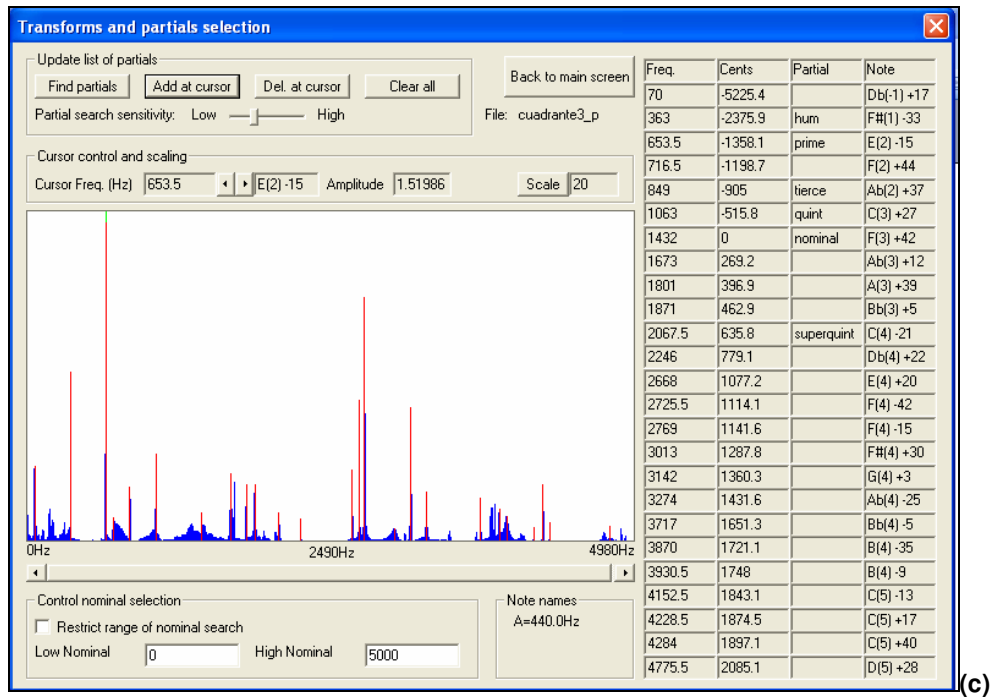 Transforms and partials selection
Update list of partials
Find partials Add at cursor Del. at cursor Clear all
Partial search sensitivity: Low High
Back to main screen
File: cuadrante3_p
Cursor control and scaling
Cursor Freq. (Hz) 653.5 E(2) -15 Amplitude 1.51986 Scale 20
0Hz 2490Hz 4980Hz
Control nominal selection
Restrict range of nominal search
Low Nominal 0 High Nominal 5000
Note names
A=440.0Hz
Freq. Cents Partial Note
70 -5225.4 Db(-1) +17
363 -2375.9 hum F#(1) -33
653.5 -1358.1 prime E(2) -15
716.5 -1198.7 F(2) +44
849 -905 tierce Ab(2) +37
1063 -515.8 quint C(3) +27
1432 0 nominal F(3) +42
1673 269.2 Ab(3) +12
1801 396.9 A(3) +39
1871 462.9 Bb(3) +5
2067.5 635.8 superquint C(4) -21
2246 779.1 Db(4) +22
2668 1077.2 E(4) +20
2725.5 1114.1 F(4) -42
2769 1141.6 F(4) -15
3013 1287.8 F#(4) +30
3142 1360.3 G(4) +3
3274 1431.6 Ab(4) -25
3717 1651.3 Bb(4) -5
3870 1721.1 B(4) -35
3930.5 1748 B(4) -9
4152.5 1843.1 C(5) -13
4228.5 1874.5 C(5) +17
4284 1897.1 C(5) +40
4775.5 2085.1 D(5) +28
(c)